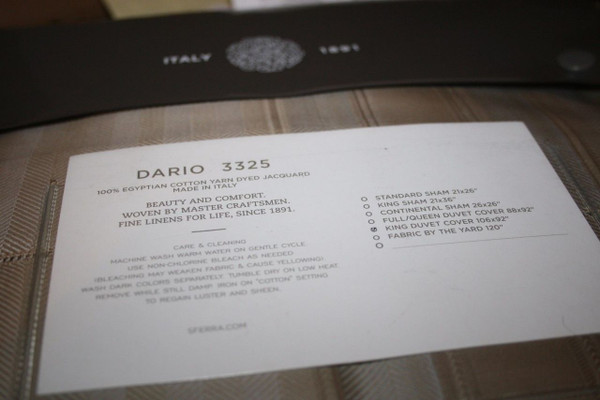 ITALY 1891
DARIO 3325
100% EGYPTIAN COTTON YARN DYED JACQUARD
MADE IN ITALY
BEAUTY AND COMFORT.
WOVEN BY MASTER CRAFTSMEN.
FINE LINENS FOR LIFE, SINCE 1891.
CARE & CLEANING
MACHINE WASH WARM WATER ON GENTLE CYCLE.
USE NON-CHLORINE BLEACH AS NEEDED
(BLEACHING MAY WEAKEN FABRIC & CAUSE YELLOWING).
WASH DARK COLORS SEPARATELY. TUMBLE DRY ON LOW HEAT.
REMOVE WHILE STILL DAMP. IRON ON "COTTON" SETTING
TO REGAIN LUSTER AND SHEEN.
SFERRA.COM
STANDARD SHAM 21x26"
KING SHAM 21x36"
CONTINENTAL SHAM 26x26"
FULL/QUEEN DUVET COVER 88x92"
KING DUVET COVER 106x92"
FABRIC BY THE YARD 120"